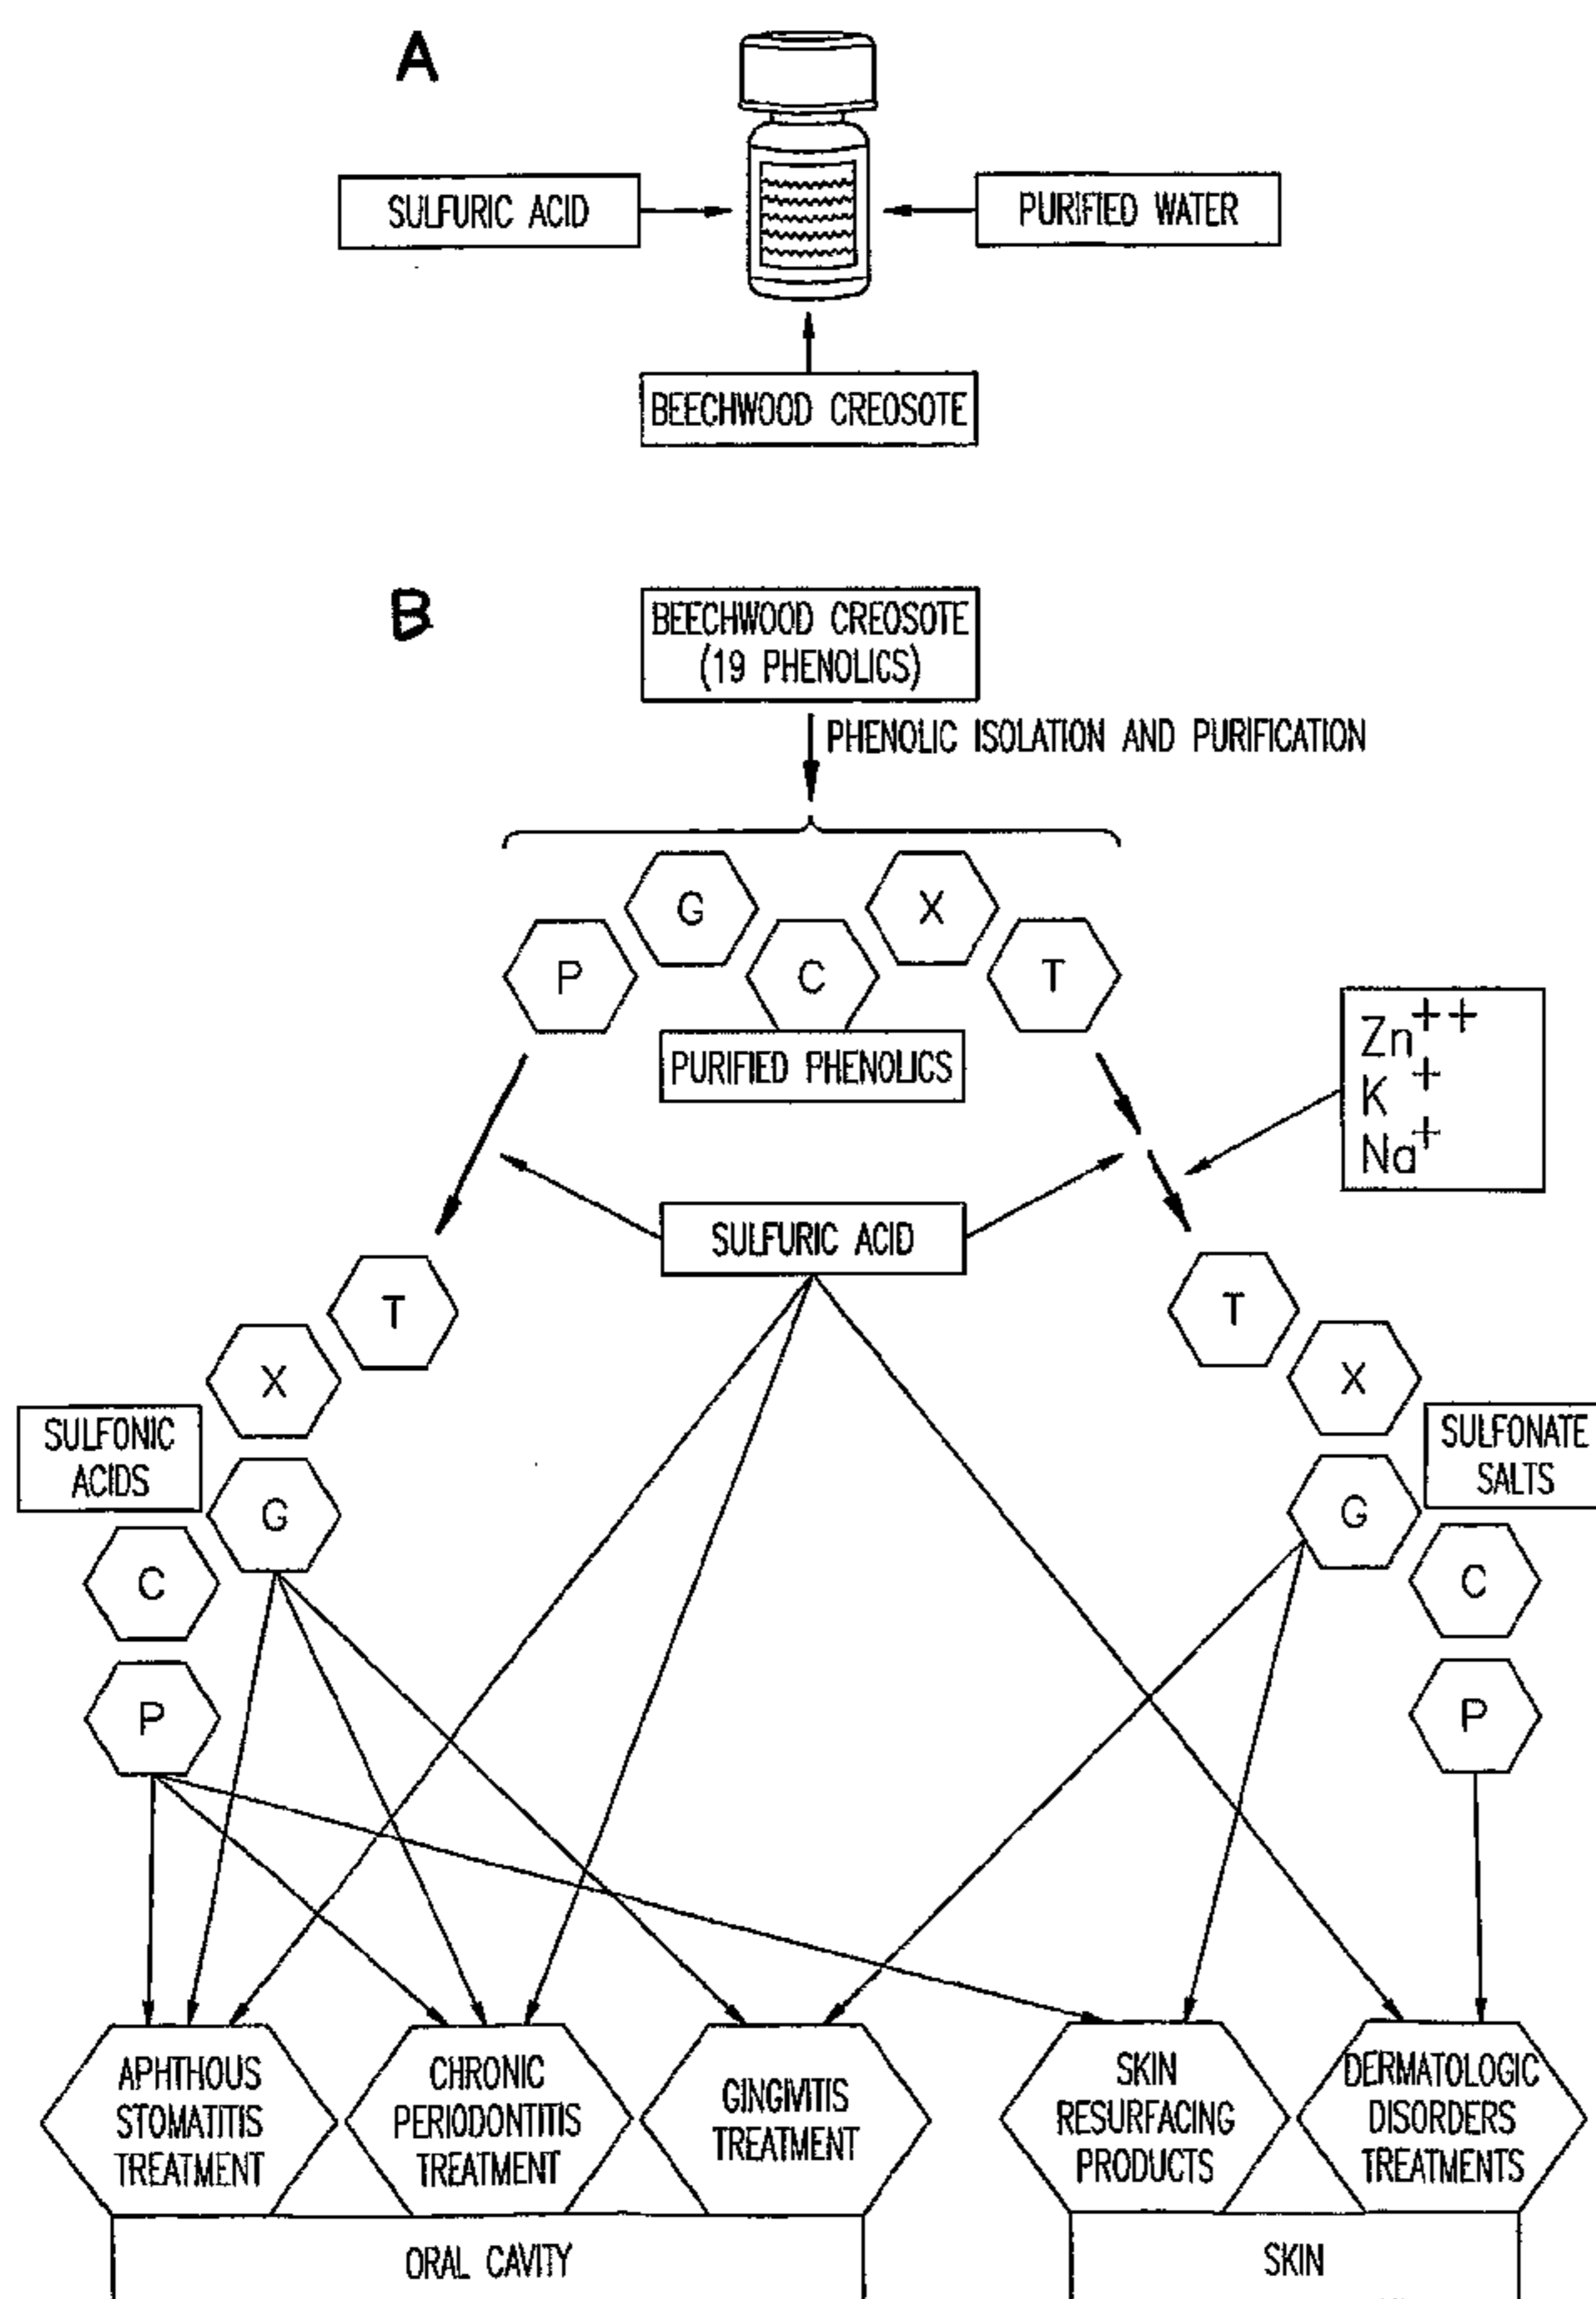 A
SULFURIC ACID
PURIFIED WATER
BEECHWOOD CREOSOTE
B
BEECHWOOD CREOSOTE
(19 PHENOLICS)
PHENOLIC ISOLATION AND PURIFICATION
P
G
C
X
T
PURIFIED PHENOLICS
Zn++
K+
Na+
SULFURIC ACID
T
X
SULFONIC
ACIDS
G
C
P
T
X
SULFONATE
SALTS
G
C
P
APHTHOUS
STOMATITIS
TREATMENT
CHRONIC
PERIODONTITIS
TREATMENT
GINGIVITIS
TREATMENT
SKIN
RESURFACING
PRODUCTS
DERMATOLOGIC
DISORDERS
TREATMENTS
ORAL CAVITY
SKIN